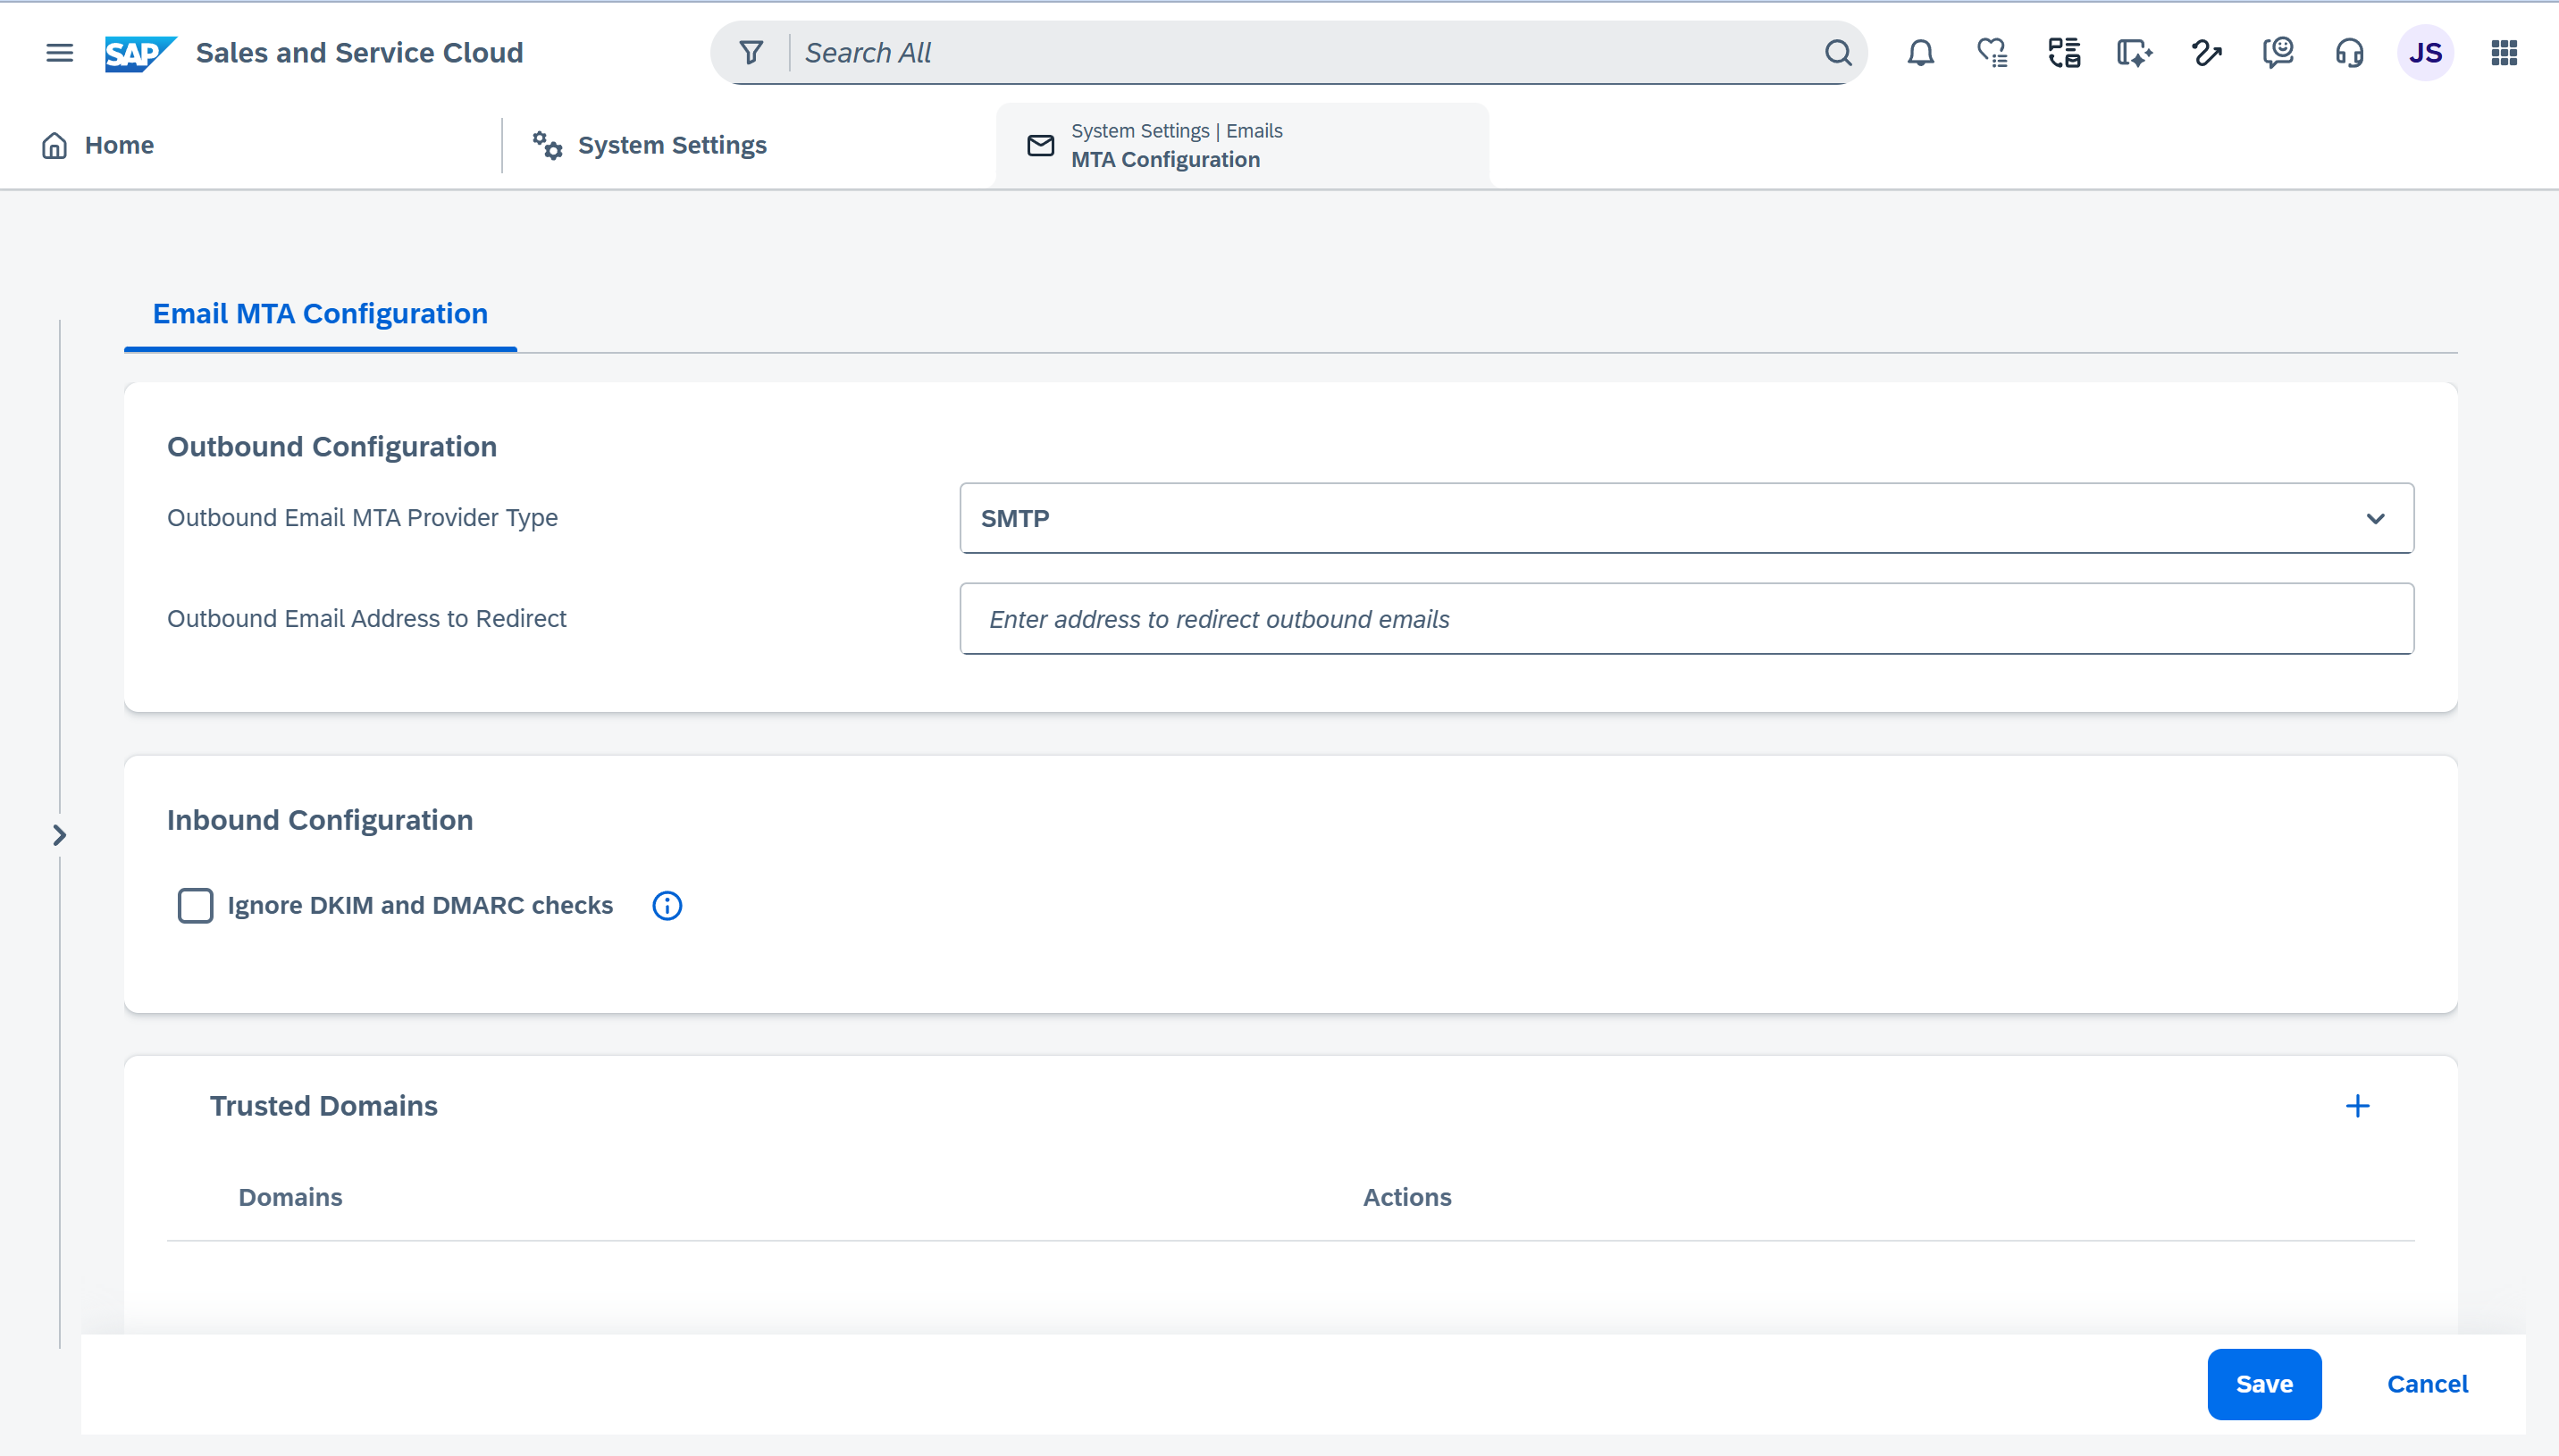 SAP Sales and Service Cloud
Search All
JS
Home
System Settings
System Settings | Emails
MTA Configuration
Email MTA Configuration
Outbound Configuration
Outbound Email MTA Provider Type
SMTP
Outbound Email Address to Redirect
Enter address to redirect outbound emails
Inbound Configuration
Ignore DKIM and DMARC checks
Trusted Domains
Domains
Actions
Save
Cancel